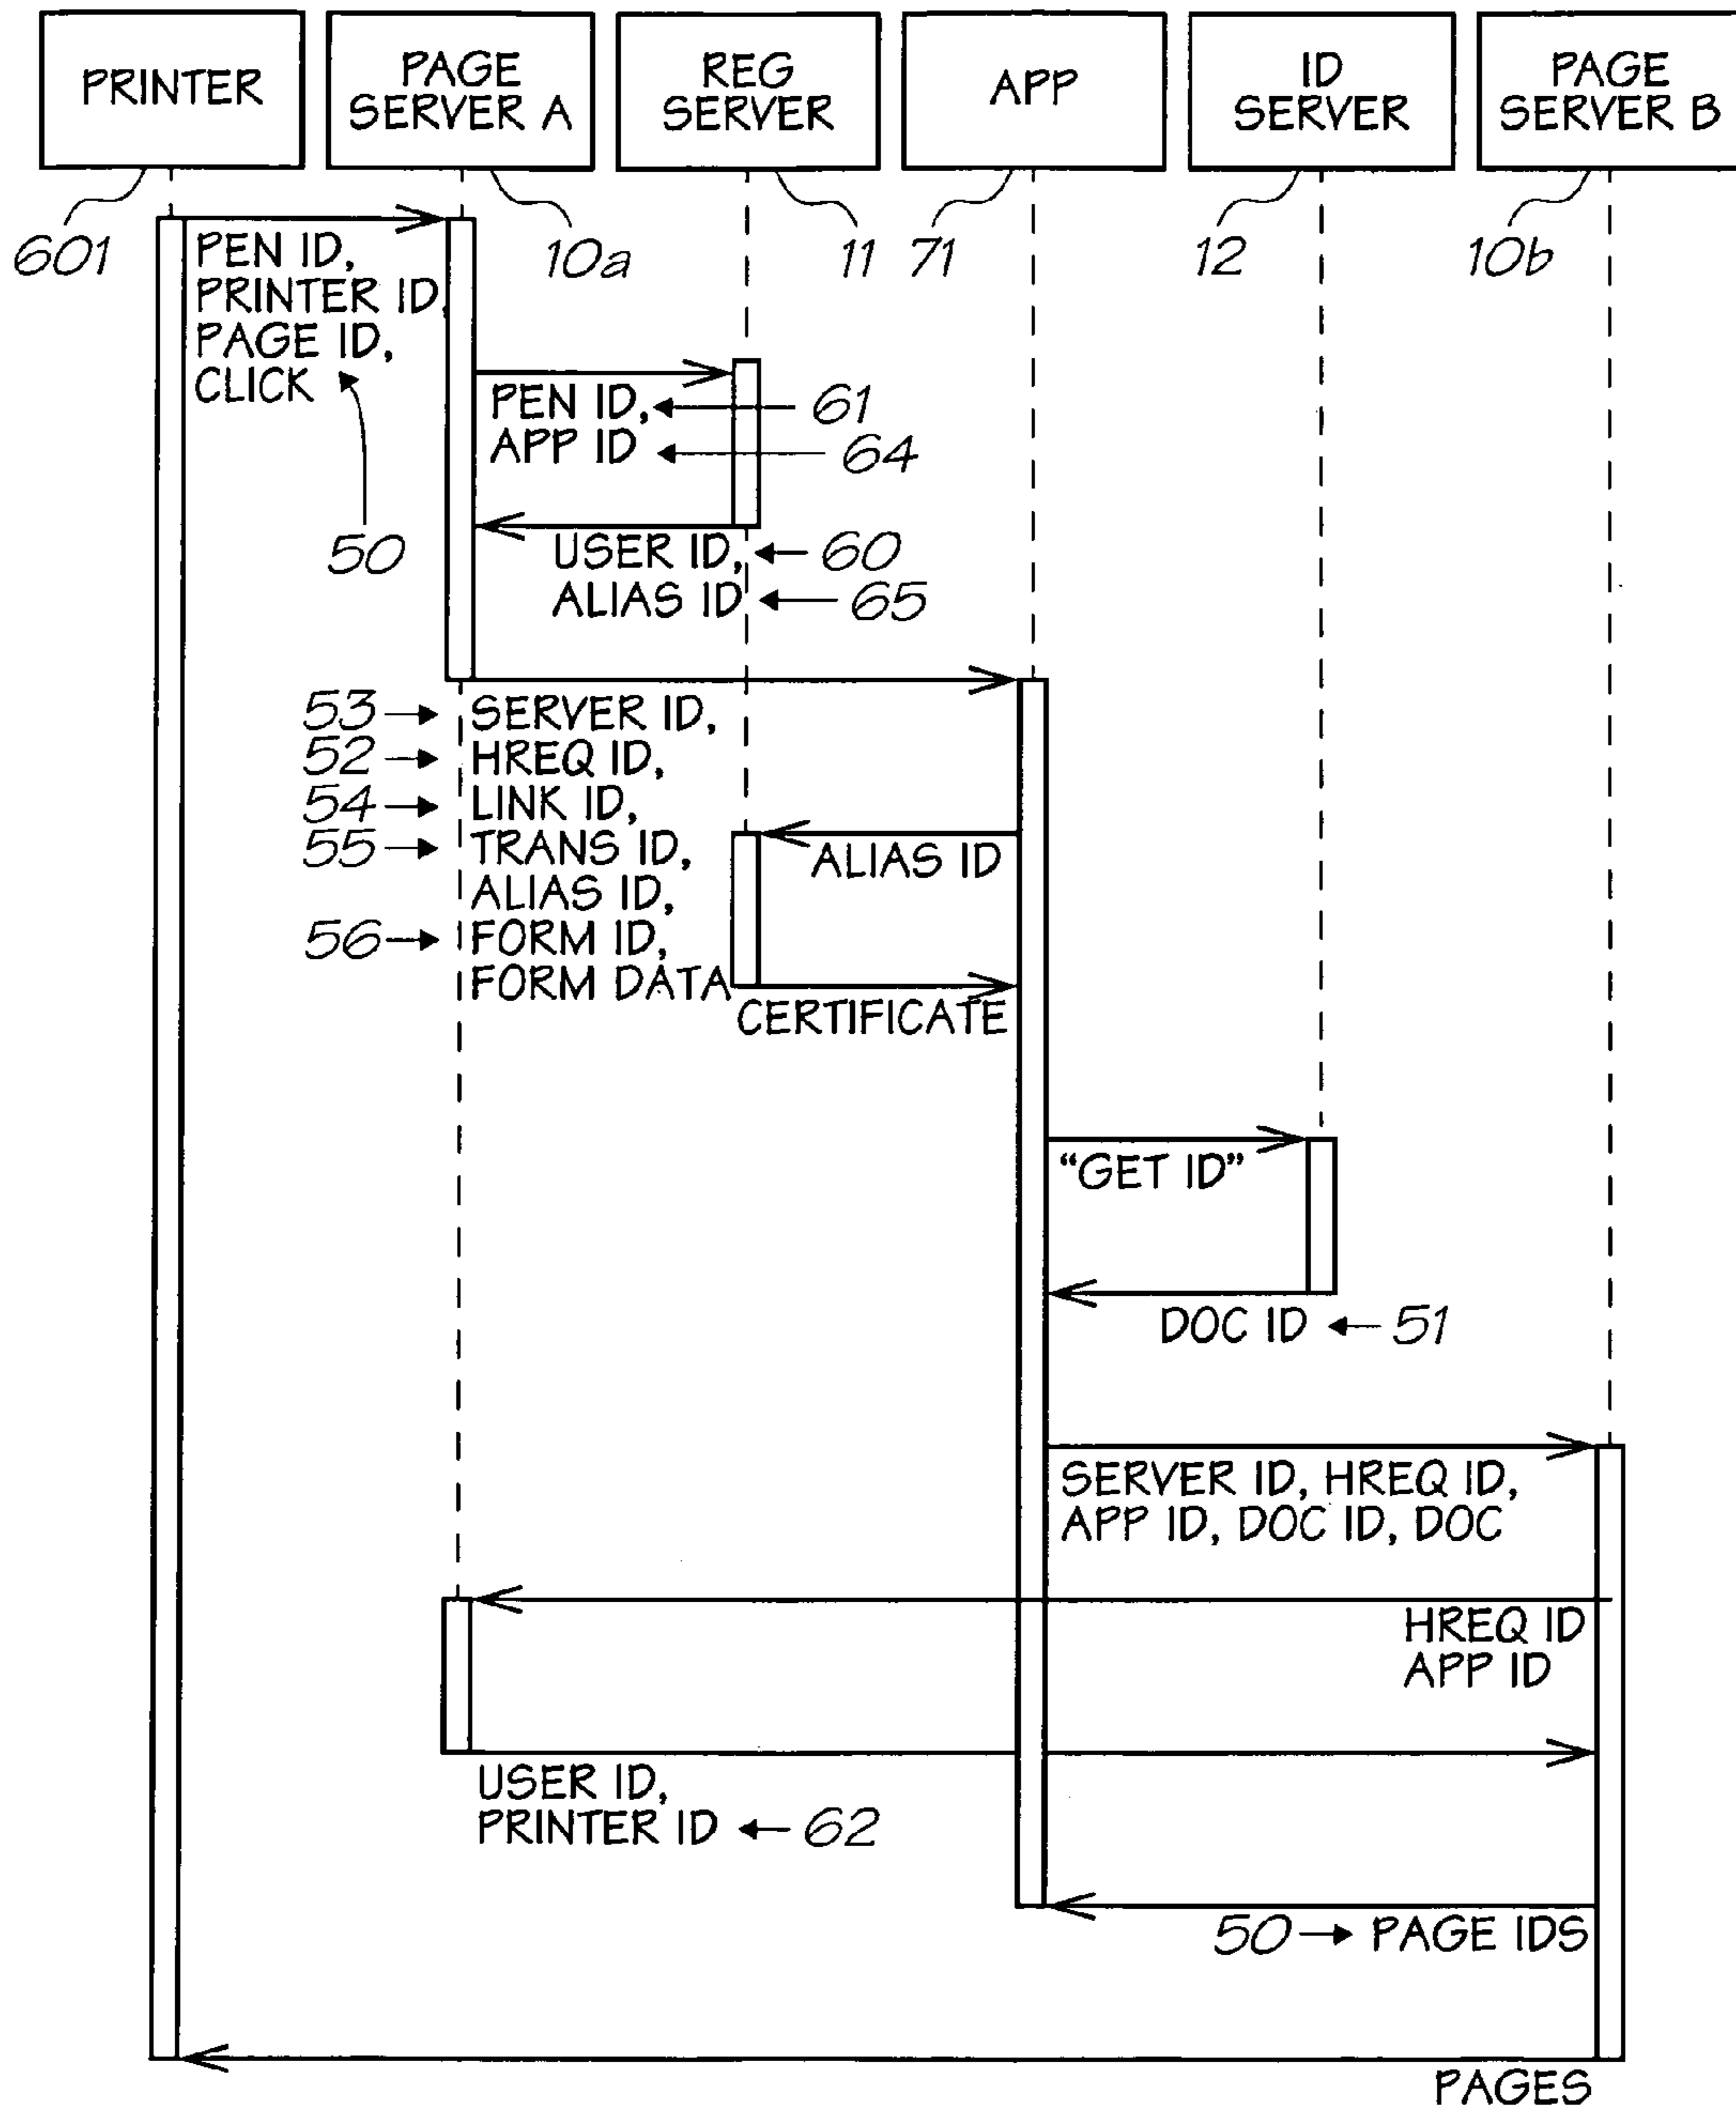 PRINTER
PAGE
SERVER A
REG
SERVER
APP
ID
SERVER
PAGE
SERVER B
601
10a
11
71
12
10b
PEN ID,
PRINTER ID
PAGE ID,
CLICK
50
PEN ID,
61
APP ID
64
USER ID,
60
ALIAS ID
65
53
SERVER ID,
52
HREQ ID,
54
LINK ID,
55
TRANS ID,
ALIAS ID,
56
FORM ID,
FORM DATA
ALIAS ID
CERTIFICATE
“GET ID”
DOC ID
51
SERVER ID, HREQ ID,
APP ID, DOC ID, DOC
HREQ ID
APP ID
USER ID,
PRINTER ID
62
50
PAGE IDS
PAGES